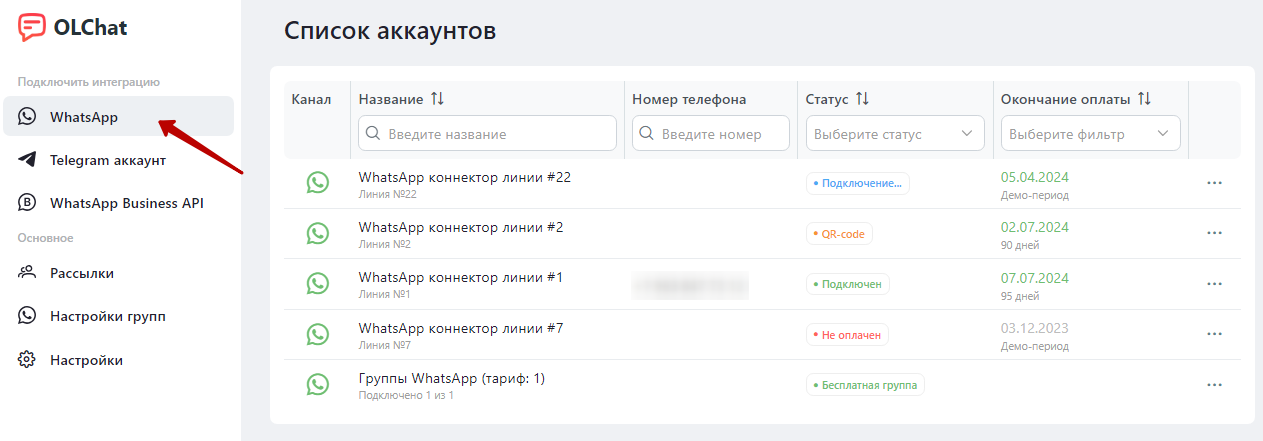 OLChat
Подключить интеграцию
WhatsApp
Telegram аккаунт
WhatsApp Business API
Основное
Рассылки
Настройки групп
Настройки
Список аккаунтов
Канал Название Номер телефона Статус Окончание оплаты
Введите название Введите номер Выберите статус Выберите фильтр
WhatsApp коннектор линии #22 Подключение... 05.04.2024
Линия №22 Демо-период
WhatsApp коннектор линии #2 QR-code 02.07.2024
Линия №2 90 дней
WhatsApp коннектор линии #1 Подключен 07.07.2024
Линия №1 95 дней
WhatsApp коннектор линии #7 Не оплачен 03.12.2023
Линия №7 Демо-период
Группы WhatsApp (тариф: 1) Бесплатная группа
Подключено 1 из 1